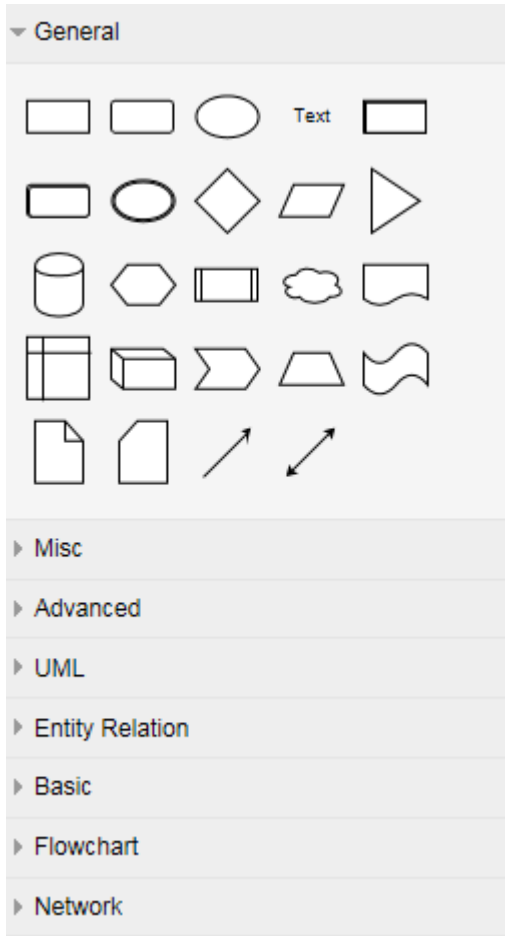 General
Text
Misc
Advanced
UML
Entity Relation
Basic
Flowchart
Network